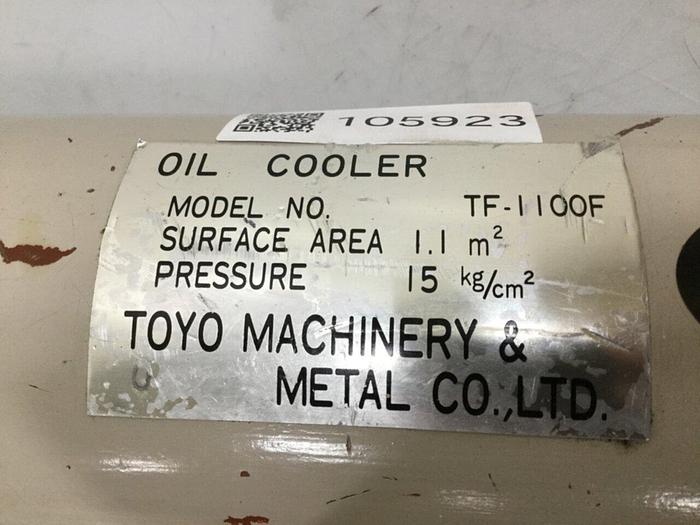 105923
OIL COOLER
MODEL NO. TF-1100F
SURFACE AREA 1.1 m²
PRESSURE 15 kg/cm²
TOYO MACHINERY &
METAL CO.,LTD.